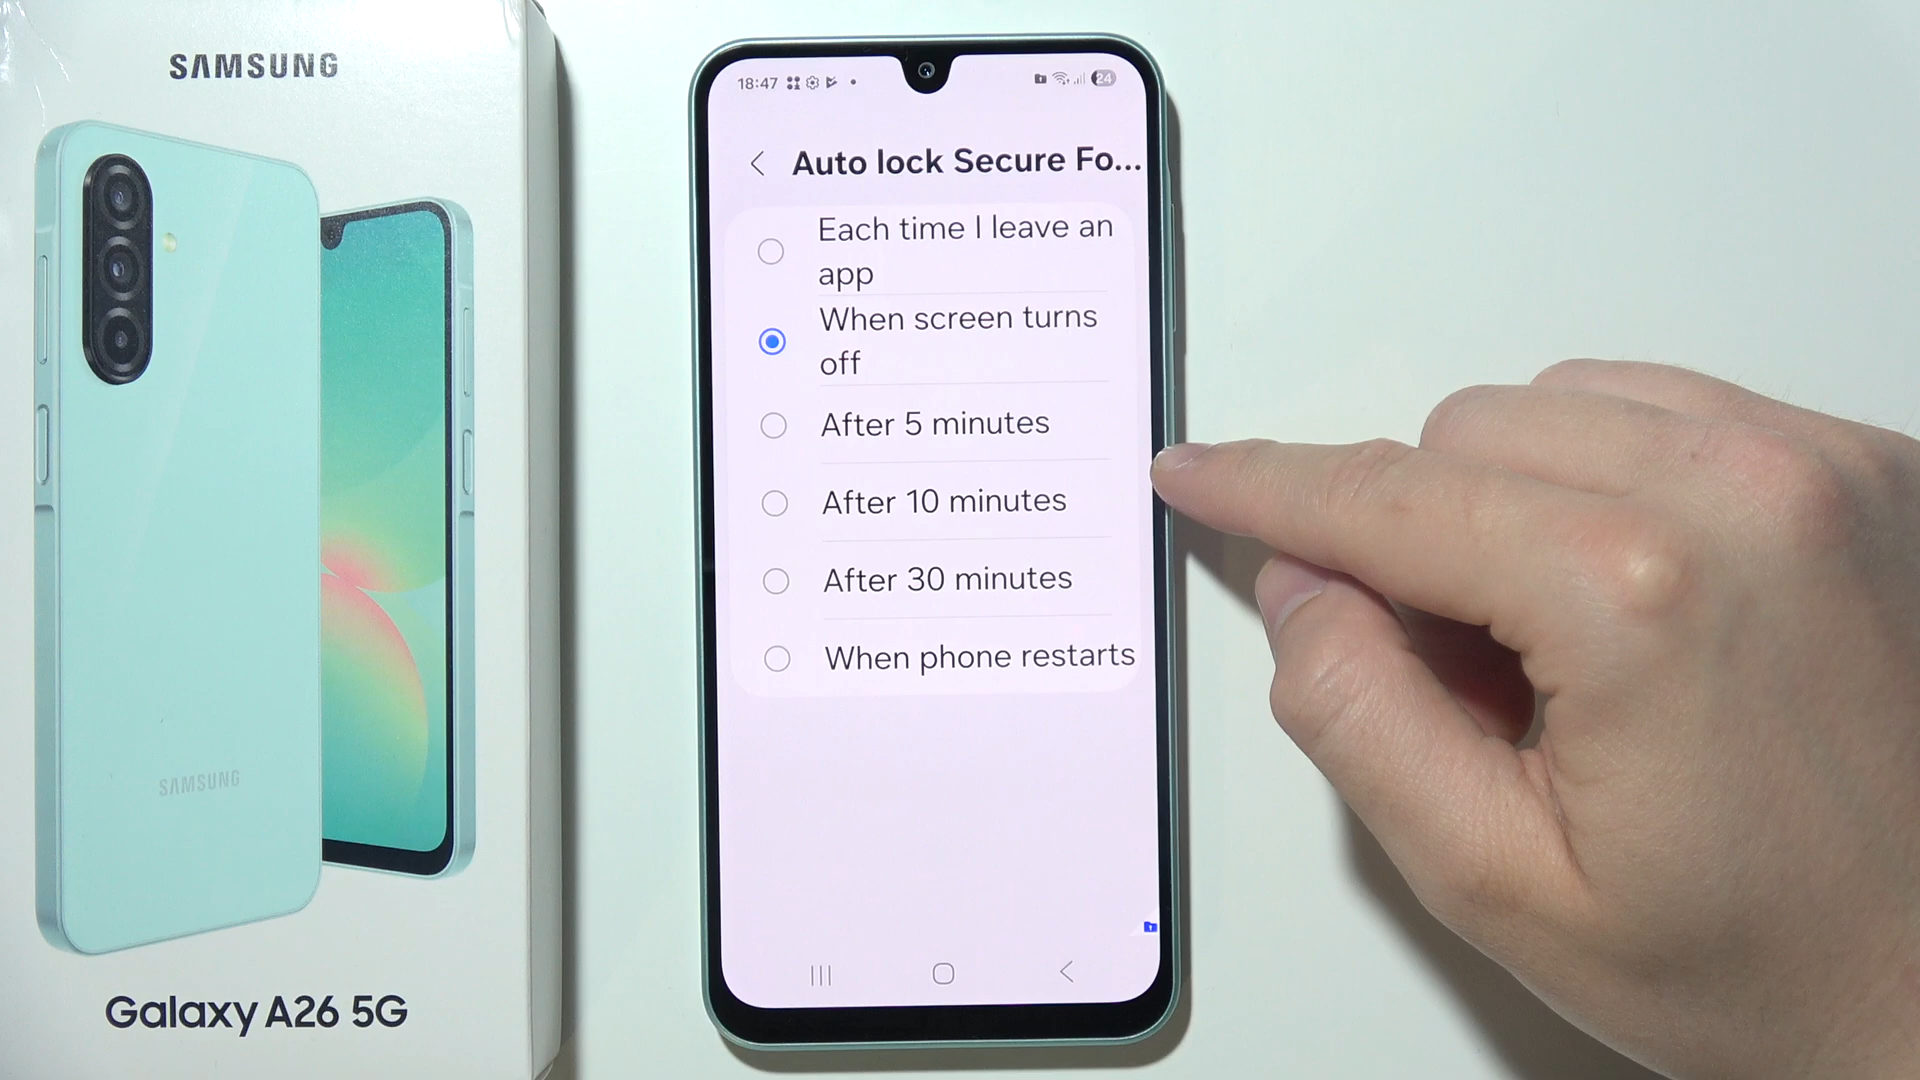 SAMSUNG
SAMSUNG
Galaxy A26 5G
18:47
24
Auto lock Secure Fo...
Each time I leave an
app
When screen turns
off
After 5 minutes
After 10 minutes
After 30 minutes
When phone restarts